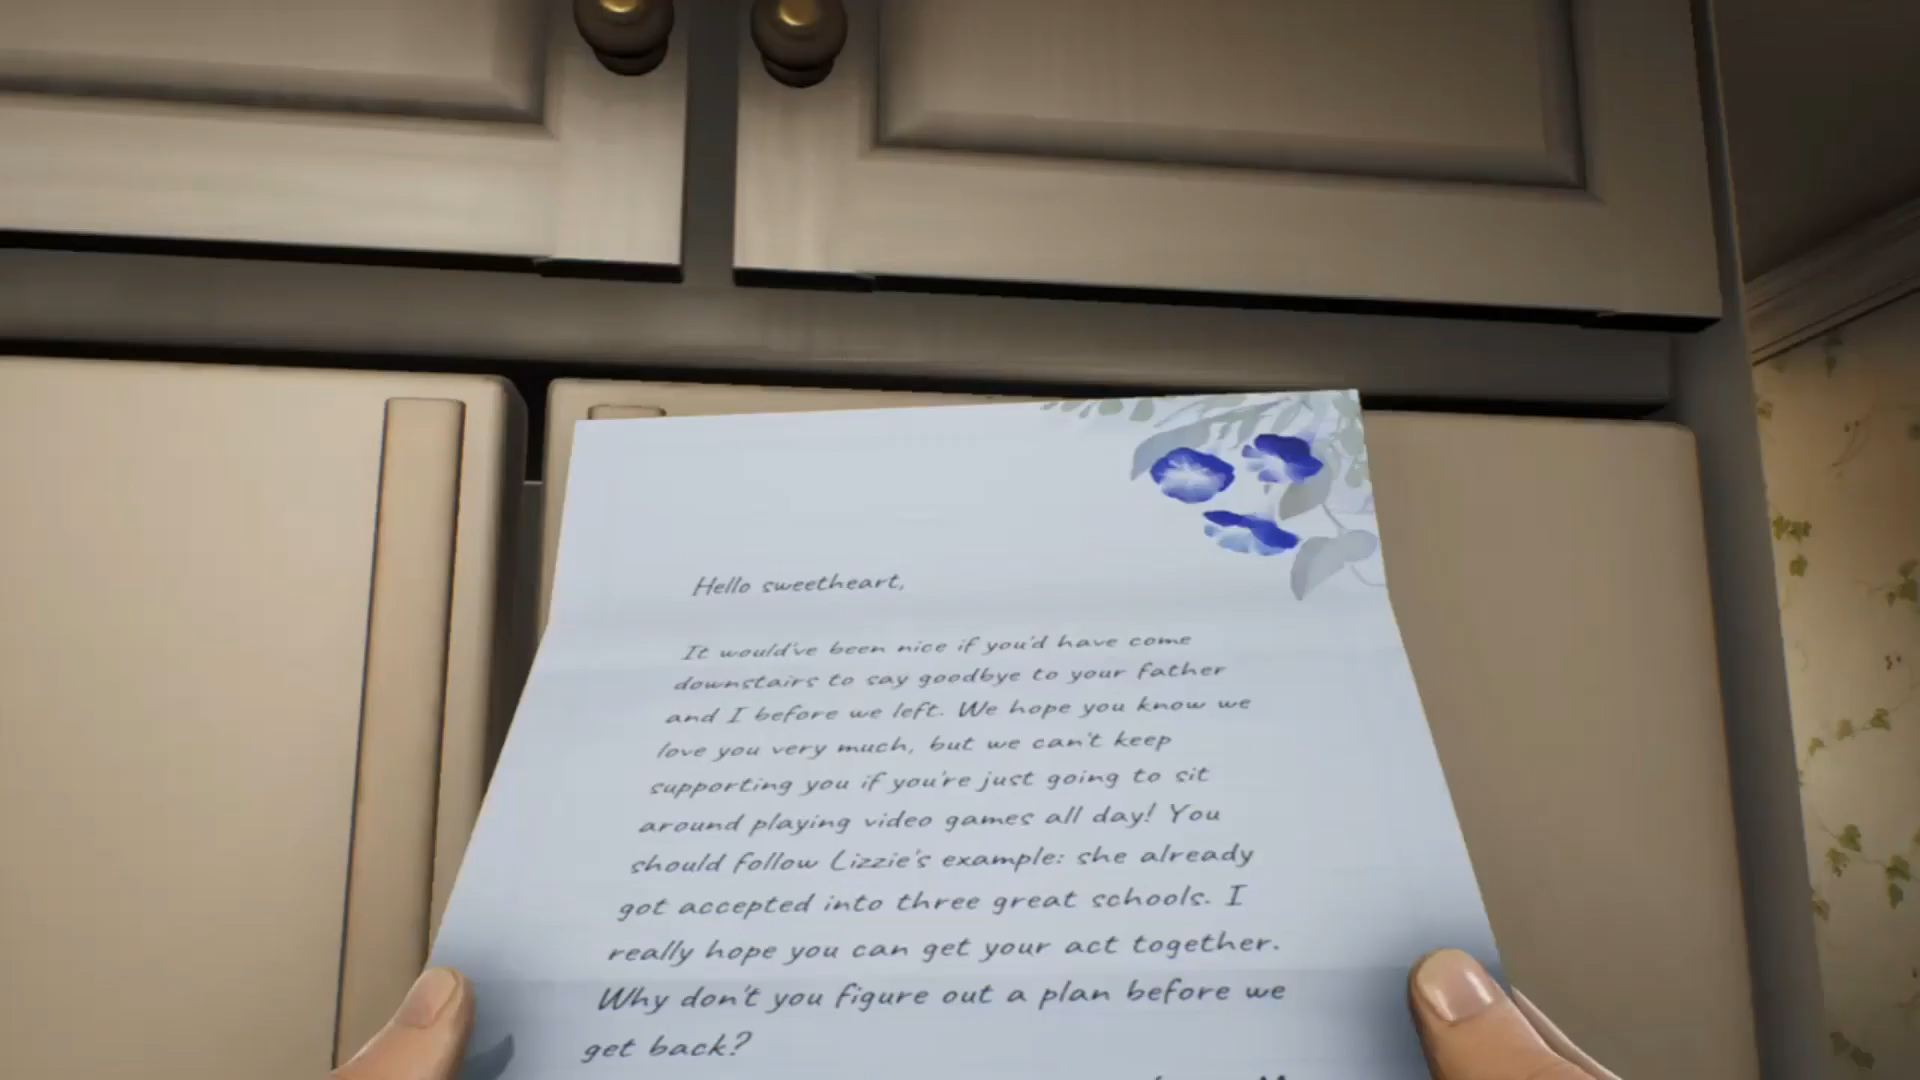 Hello sweetheart,
It would've been nice if you'd have come
downstairs to say goodbye to your father
and I before we left. We hope you know we
love you very much, but we can't keep
supporting you if you're just going to sit
around playing video games all day! You
should follow Lizzie's example: she already
got accepted into three great schools. I
really hope you can get your act together.
Why don't you figure out a plan before we
get back?